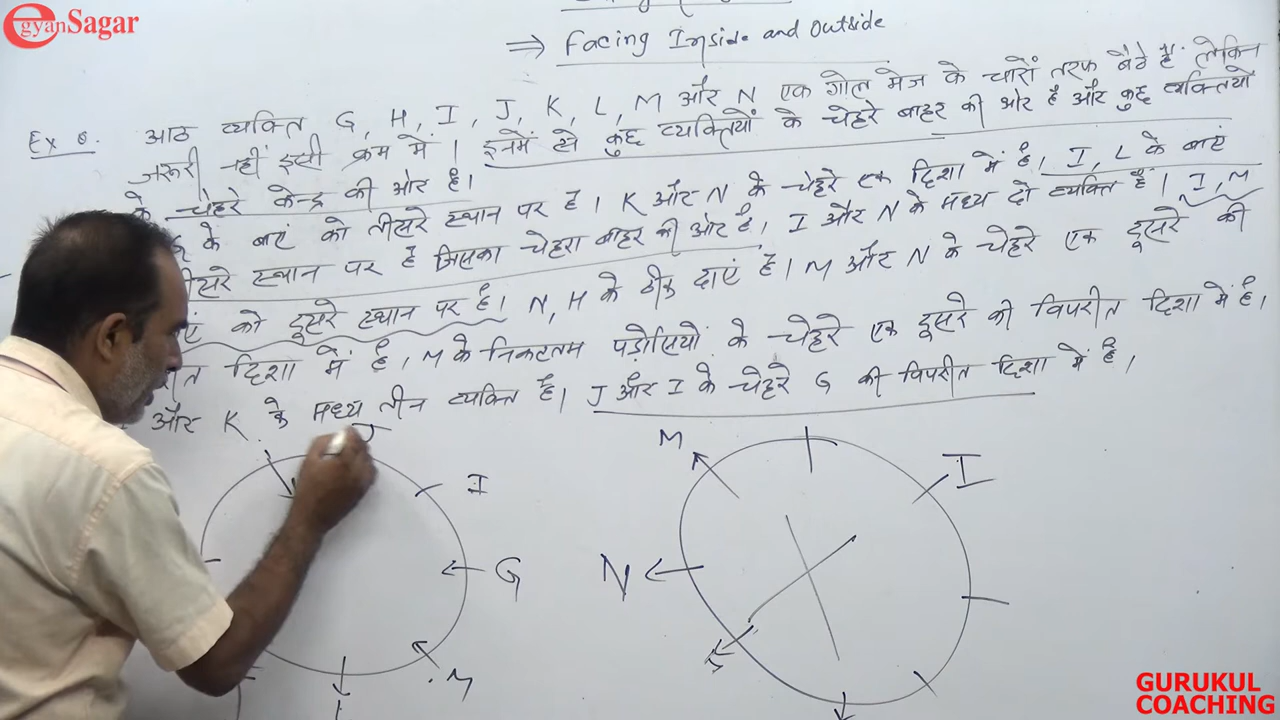 egyan Sagar
⇒ Facing Inside and Outside
Ex 8. आठ व्यक्ति G, H, I, J, K, L, M और N एक गोल मेज के चारों तरफ बैठे हैं लेकिन
जरूरी नहीं इसी क्रम में। इनमें से कुछ व्यक्तियों के चेहरे बाहर की ओर है और कुछ व्यक्तियों
के चेहरे केन्द्र की ओर है।
के बाएं को तीसरे स्थान पर है। K और N के चेहरे एक दिशा में है। I, L के बाएं
स्थान पर है जिसका चेहरा बाहर की ओर है, I और N के मध्य दो व्यक्ति है। I, M
को दूसरे स्थान पर है। N, H के ठीक दाएं है। M और N के चेहरे एक दूसरे की
दिशा में है, M के निकटतम पड़ोसियों के चेहरे एक दूसरे की विपरीत दिशा में है।
और K के मध्य तीन व्यक्ति है। J और I के चेहरे G की विपरीत दिशा में है।
J
I
G
M
M
I
N
GURUKUL
COACHING